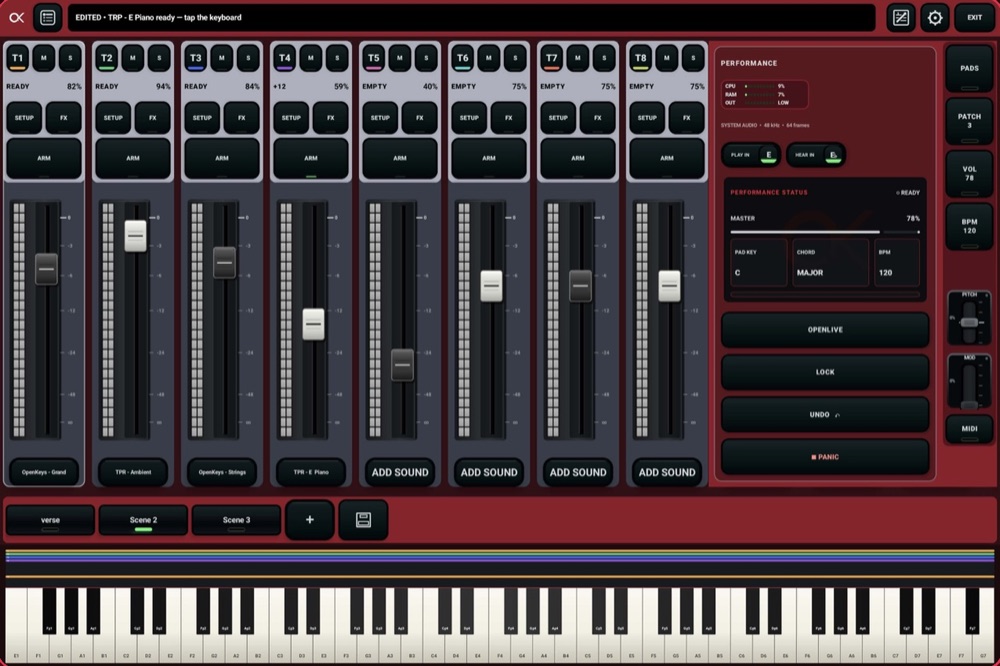 EDITED • TRP - E Piano ready — tap the keyboard
EXIT
T1 M S
T2 M S
T3 M S
T4 M S
T5 M S
T6 M S
T7 M S
T8 M S
READY 82%
READY 94%
READY 84%
+12 59%
EMPTY 40%
EMPTY 75%
EMPTY 75%
EMPTY 75%
SETUP FX
SETUP FX
SETUP FX
SETUP FX
SETUP FX
SETUP FX
SETUP FX
SETUP FX
ARM
ARM
ARM
ARM
ARM
ARM
ARM
ARM
OpenKeys - Grand
TPR - Ambient
OpenKeys - Strings
TPR - E Piano
ADD SOUND
ADD SOUND
ADD SOUND
ADD SOUND
PERFORMANCE
CPU 9%
RAM 7%
OUT LOW
SYSTEM AUDIO • 48 kHz • 64 frames
PLAY IN E
HEAR IN Eb
PERFORMANCE STATUS
READY
MASTER 78%
PAD KEY
C
CHORD
MAJOR
BPM
120
OPENLIVE
LOCK
UNDO
PANIC
PADS
PATCH
3
VOL
78
BPM
120
PITCH
MOD
MIDI
verse
Scene 2
Scene 3
+